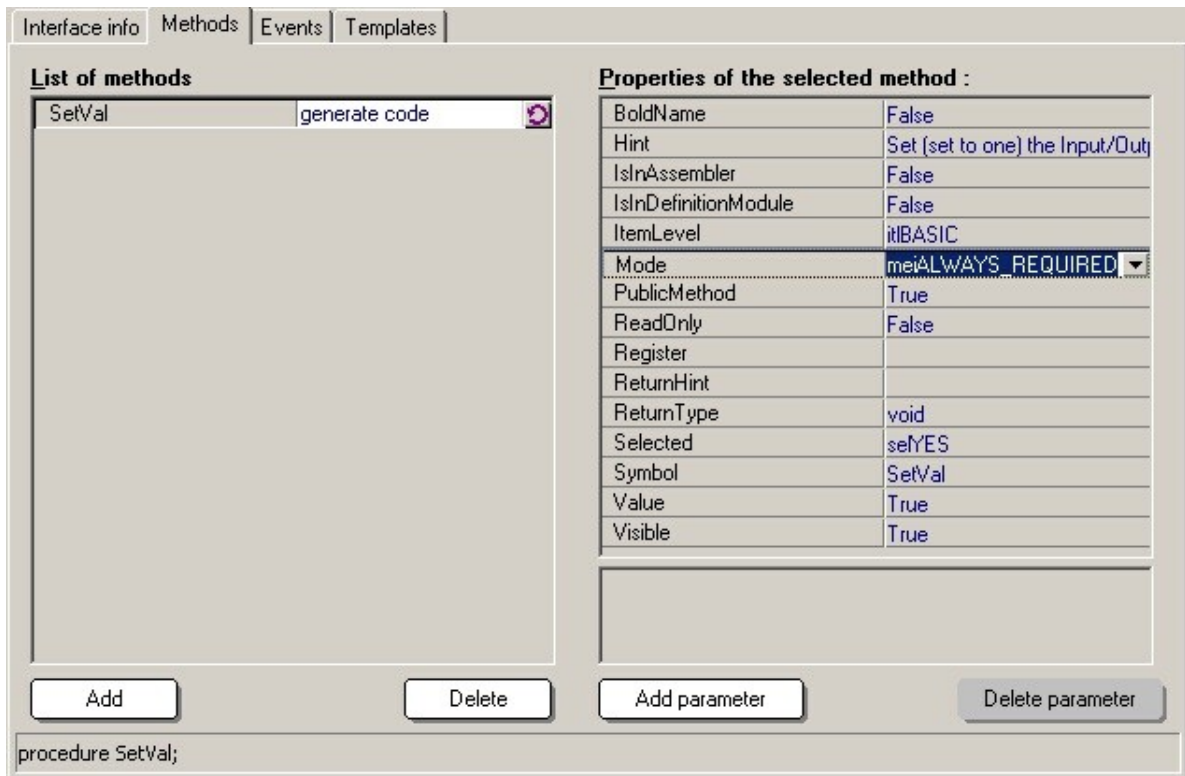 Interface info Methods Events Templates
List of methods
SetVal generate code
Properties of the selected method :
BoldName False
Hint Set (set to one) the Input/Outp
IsInAssembler False
IsInDefinitionModule False
ItemLevel itlBASIC
Mode meiALWAYS_REQUIRED
PublicMethod True
ReadOnly False
Register
ReturnHint
ReturnType void
Selected selYES
Symbol SetVal
Value True
Visible True
Add Delete Add parameter Delete parameter
procedure SetVal;